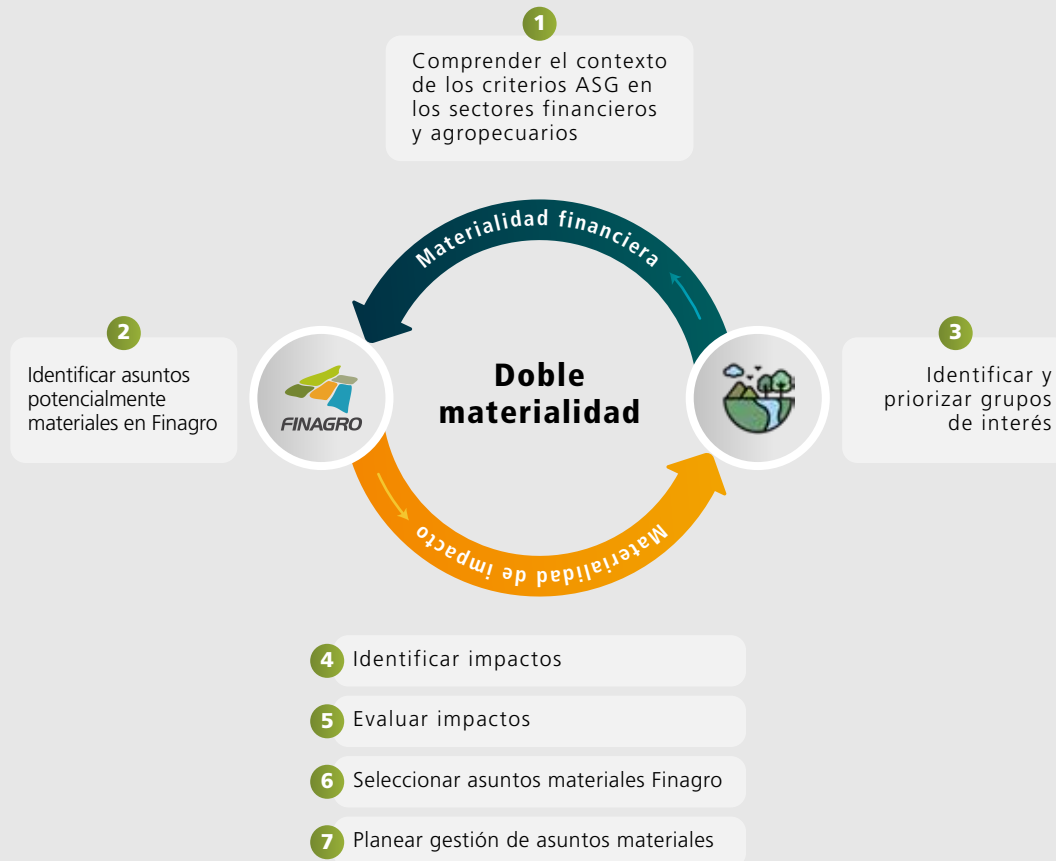 1
Comprender el contexto
de los criterios ASG en
los sectores financieros
y agropecuarios
Materialidad financiera
2
Identificar asuntos
potencialmente
materiales en Finagro
FINAGRO
Doble
materialidad
3
Identificar y
priorizar grupos
de interés
Materialidad de impacto
4 Identificar impactos
5 Evaluar impactos
6 Seleccionar asuntos materiales Finagro
7 Planear gestión de asuntos materiales